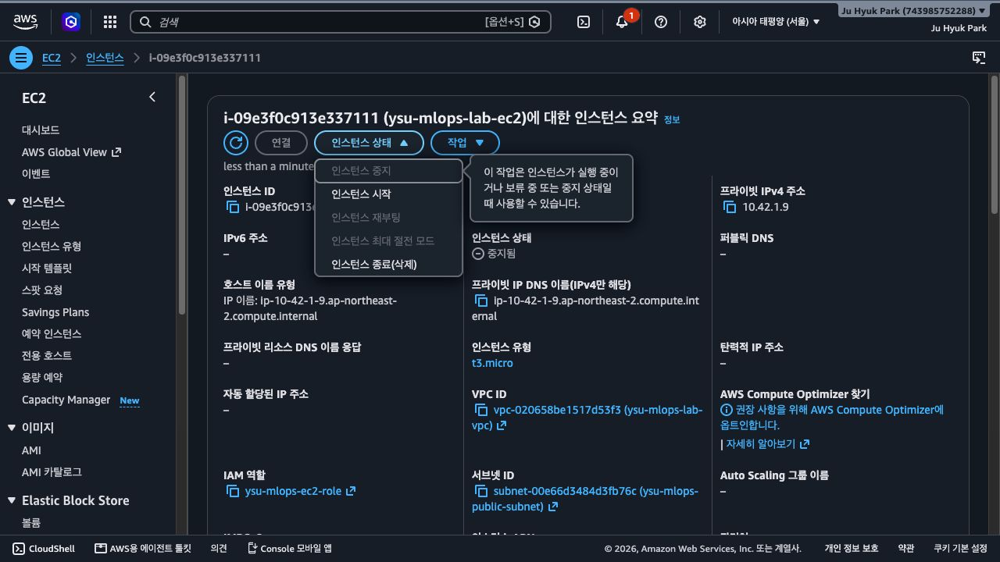 aws
검색
[옵션+S]
1
아시아 태평양 (서울)
Ju Hyuk Park (743985752288)
Ju Hyuk Park
EC2
인스턴스
i-09e3f0c913e337111
EC2
대시보드
AWS Global View
이벤트
인스턴스
인스턴스
인스턴스 유형
시작 템플릿
스팟 요청
Savings Plans
예약 인스턴스
전용 호스트
용량 예약
Capacity Manager New
이미지
AMI
AMI 카탈로그
Elastic Block Store
볼륨
i-09e3f0c913e337111 (ysu-mlops-lab-ec2)에 대한 인스턴스 요약 정보
연결
인스턴스 상태
작업
less than a minute
인스턴스 중지
인스턴스 시작
인스턴스 재부팅
인스턴스 최대 절전 모드
인스턴스 종료(삭제)
이 작업은 인스턴스가 실행 중이
거나 보류 중 또는 중지 상태일
때 사용할 수 있습니다.
인스턴스 ID
i-09e3f0c913
프라이빗 IPv4 주소
10.42.1.9
IPv6 주소
–
인스턴스 상태
중지됨
퍼블릭 DNS
–
호스트 이름 유형
IP 이름: ip-10-42-1-9.ap-northeast-
2.compute.internal
프라이빗 IP DNS 이름(IPv4만 해당)
ip-10-42-1-9.ap-northeast-2.compute.int
ernal
프라이빗 리소스 DNS 이름 응답
–
인스턴스 유형
t3.micro
탄력적 IP 주소
–
자동 할당된 IP 주소
–
VPC ID
vpc-020658be1517d53f3 (ysu-mlops-lab-
vpc)
AWS Compute Optimizer 찾기
권장 사항을 위해 AWS Compute Optimizer에
옵트인합니다.
| 자세히 알아보기
IAM 역할
ysu-mlops-ec2-role
서브넷 ID
subnet-00e66d3484d3fb76c (ysu-mlops-
public-subnet)
Auto Scaling 그룹 이름
–
CloudShell
AWS용 에이전트 툴킷
의견
Console 모바일 앱
© 2026, Amazon Web Services, Inc. 또는 계열사.
개인 정보 보호
약관
쿠키 기본 설정